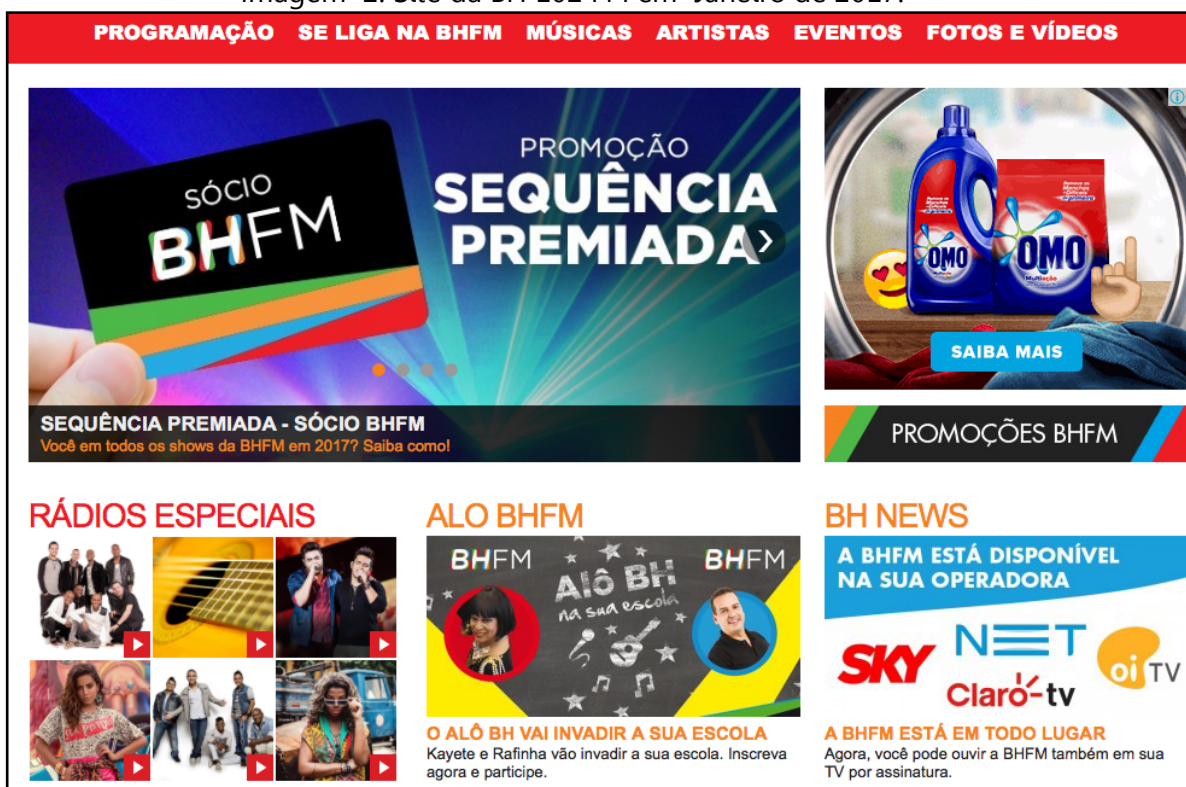 PROGRAMAÇÃO SE LIGA NA BHFM MÚSICAS ARTISTAS EVENTOS FOTOS E VÍDEOS
SÓCIO
BHFM
PROMOÇÃO
SEQUÊNCIA
PREMIADA
SEQUÊNCIA PREMIADA - SÓCIO BHFM
Você em todos os shows da BHFM em 2017? Saiba como!
OMO
Multiação
OMO
Multiação
SAIBA MAIS
PROMOÇÕES BHFM
RÁDIOS ESPECIAIS
ALO BHFM
BHFM
BHFM
Alô BH
na sua escola
O ALÔ BH VAI INVADIR A SUA ESCOLA
Kayete e Rafinha vão invadir a sua escola. Inscreva
agora e participe.
BH NEWS
A BHFM ESTÁ DISPONÍVEL
NA SUA OPERADORA
SKY
NET
Claro-tv
oi TV
A BHFM ESTÁ EM TODO LUGAR
Agora, você pode ouvir a BHFM também em sua
TV por assinatura.